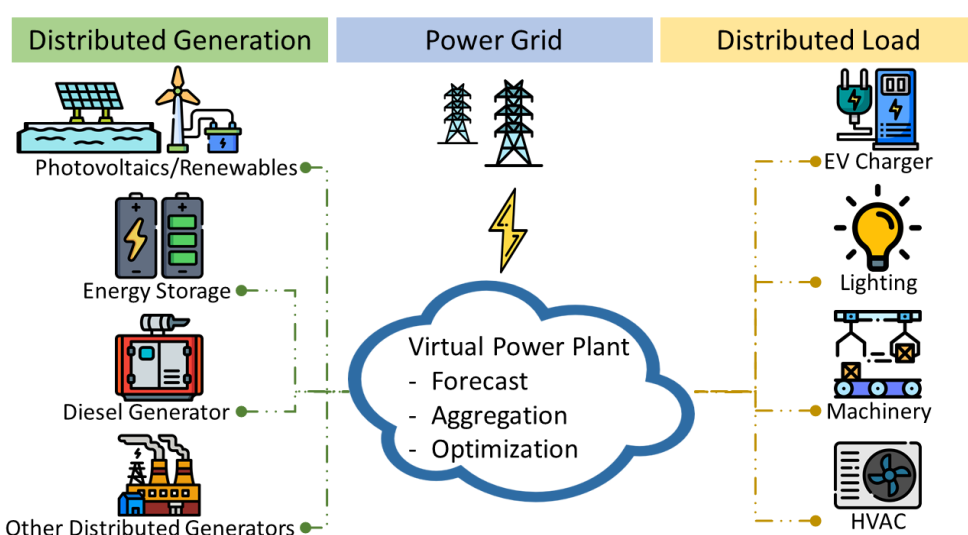 Distributed Generation
Power Grid
Distributed Load
Photovoltaics/Renewables
Energy Storage
Diesel Generator
Other Distributed Generators
Virtual Power Plant
- Forecast
- Aggregation
- Optimization
EV Charger
Lighting
Machinery
HVAC